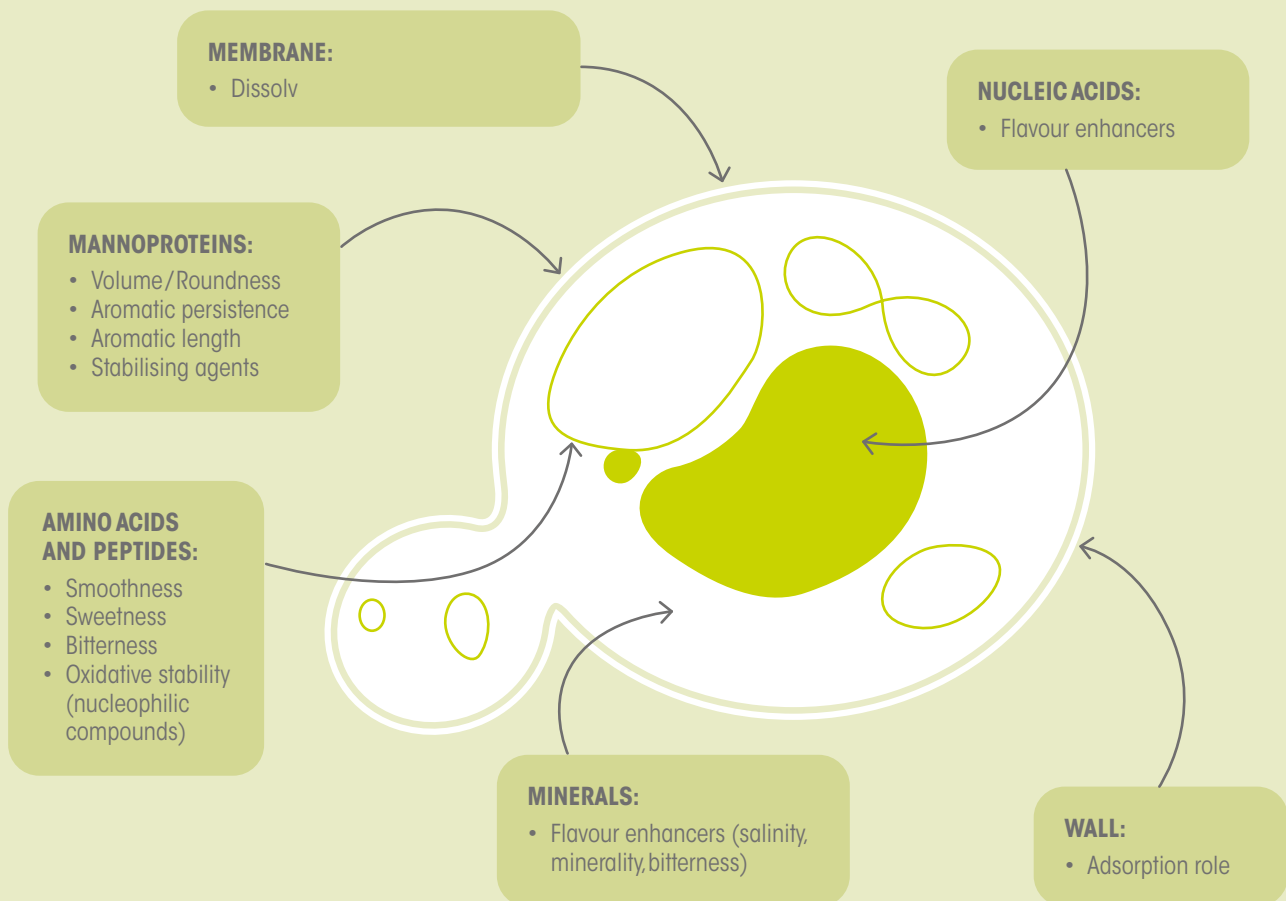 MEMBRANE:
• Dissolv
NUCLEIC ACIDS:
• Flavour enhancers
MANNOPROTEINS:
• Volume/Roundness
• Aromatic persistence
• Aromatic length
• Stabilising agents
AMINO ACIDS
AND PEPTIDES:
• Smoothness
• Sweetness
• Bitterness
• Oxidative stability
(nucleophilic
compounds)
MINERALS:
• Flavour enhancers (salinity,
minerality, bitterness)
WALL:
• Adsorption role